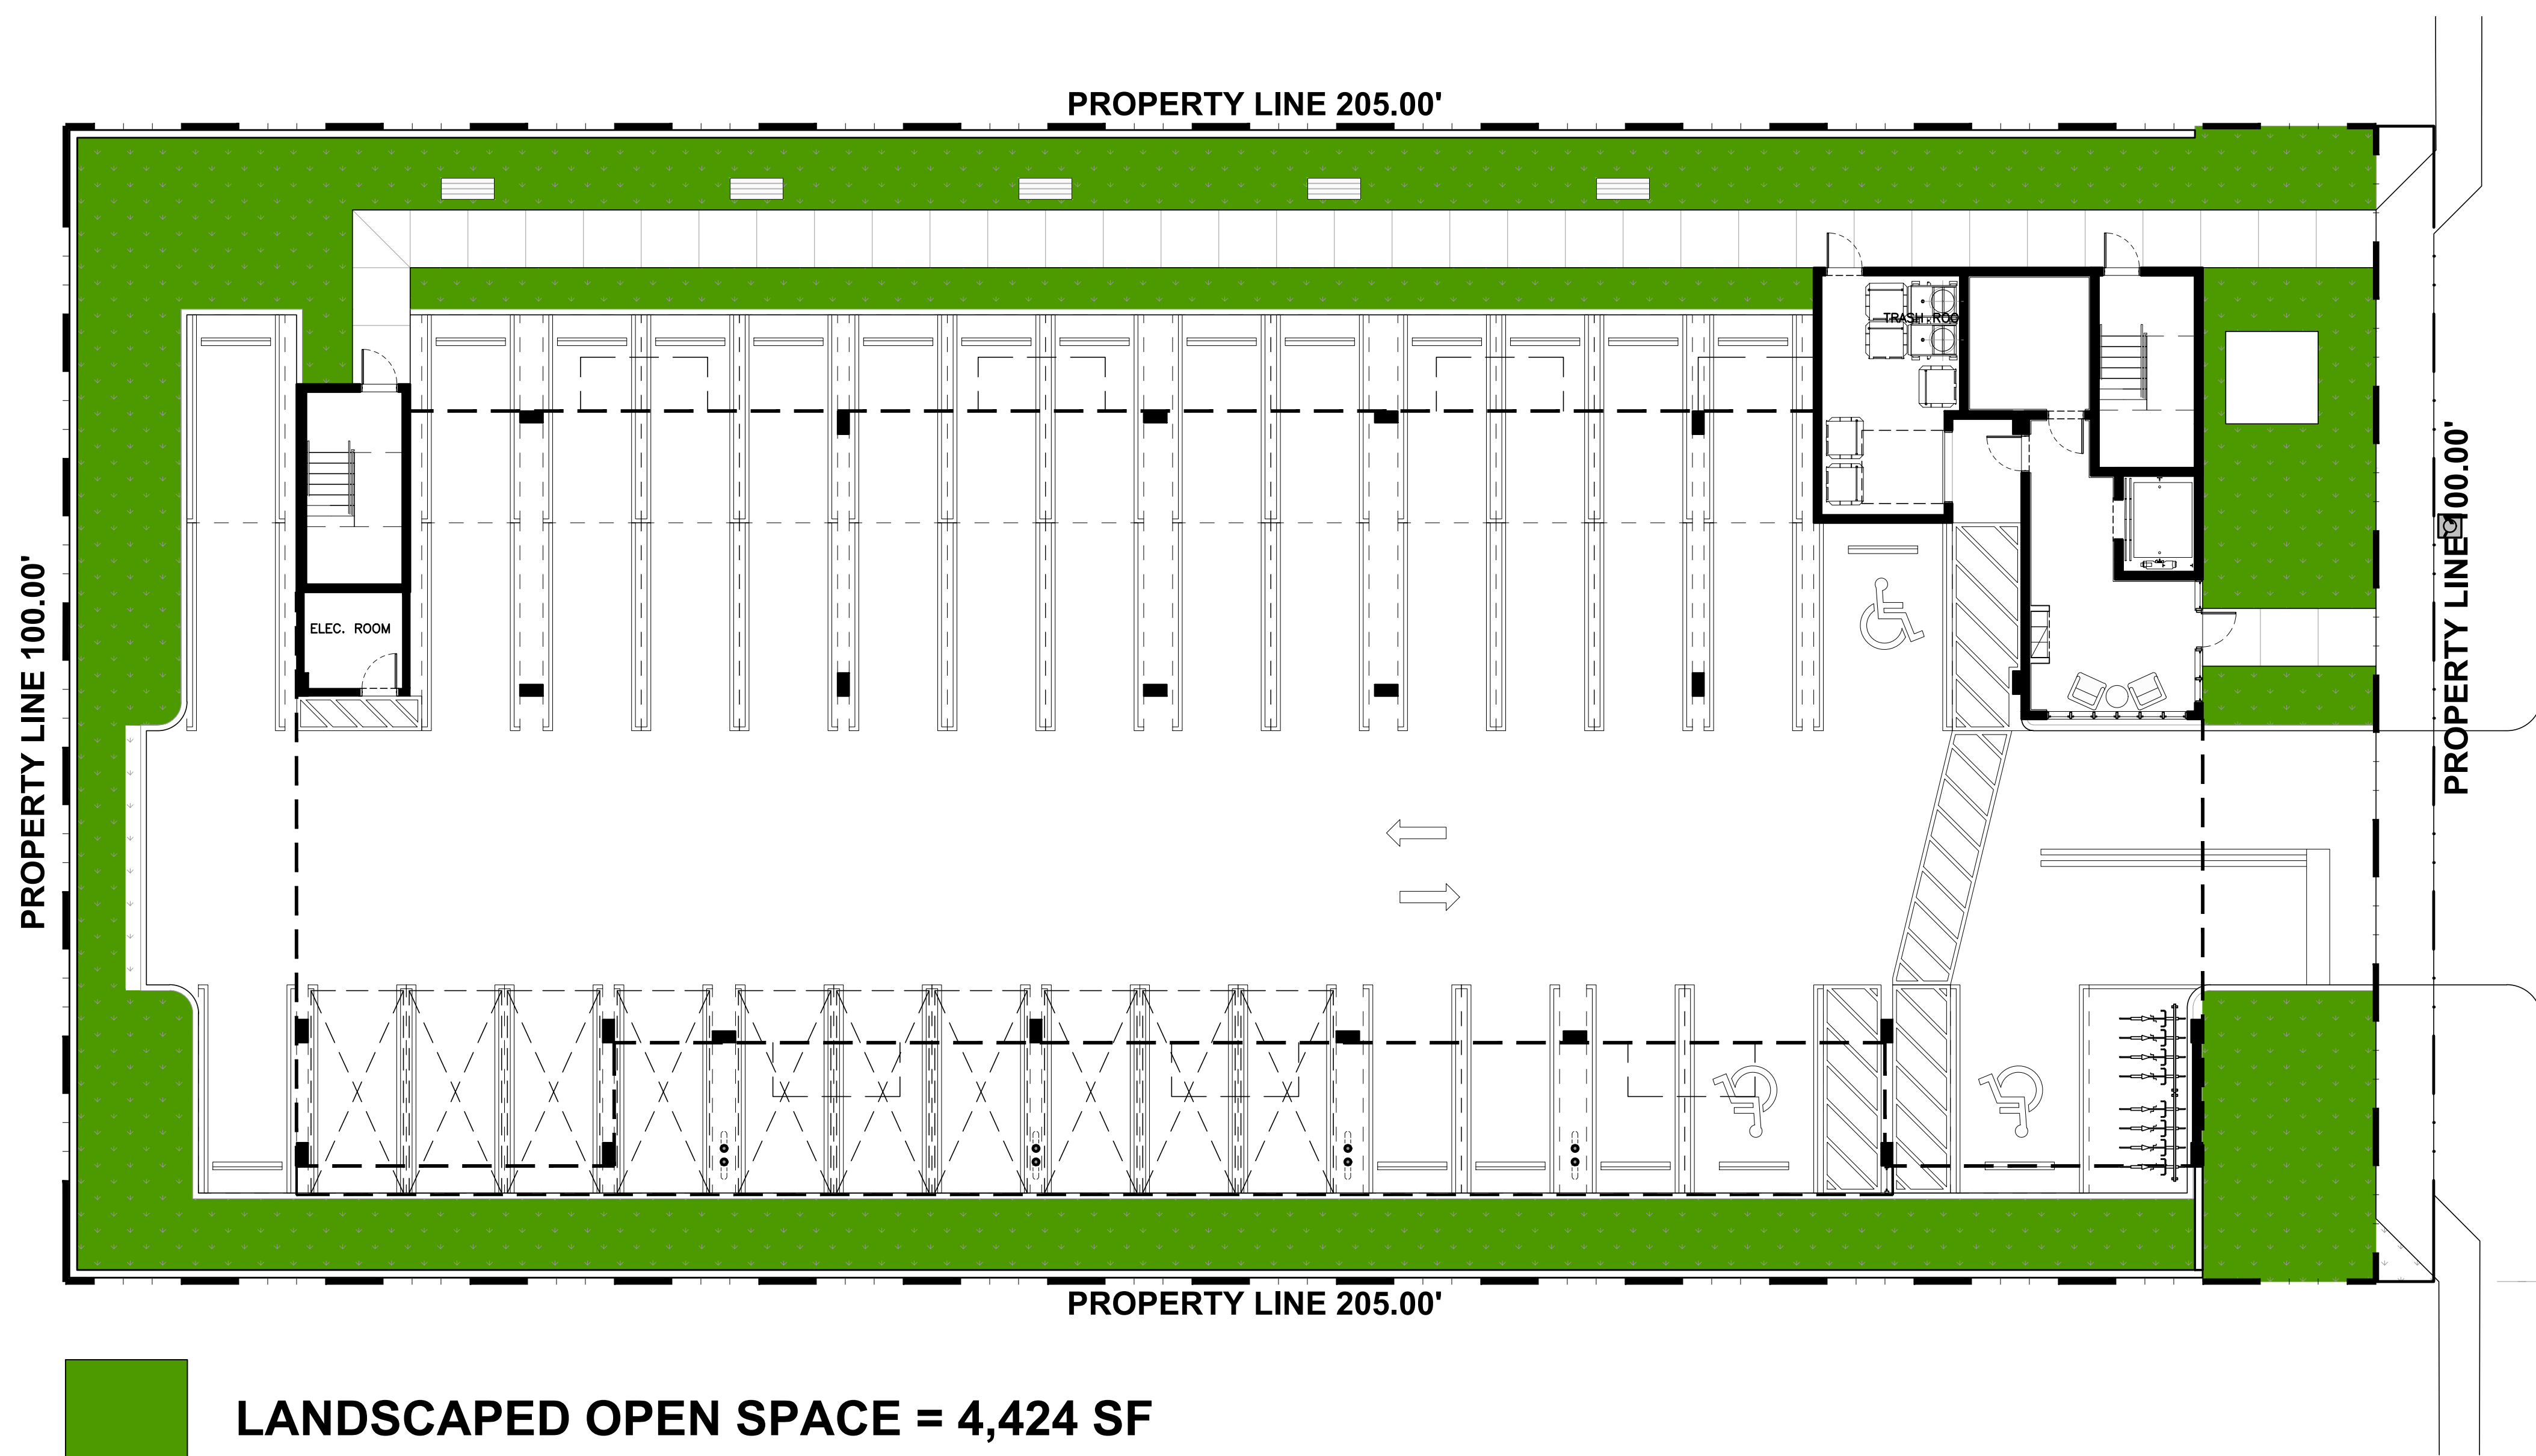 PROPERTY LINE 205.00'
TRASH ROO
PROPERTY LINE 100.00'
PROPERTY LINE 100.00'
ELEC. ROOM
PROPERTY LINE 205.00'
LANDSCAPED OPEN SPACE = 4,424 SF